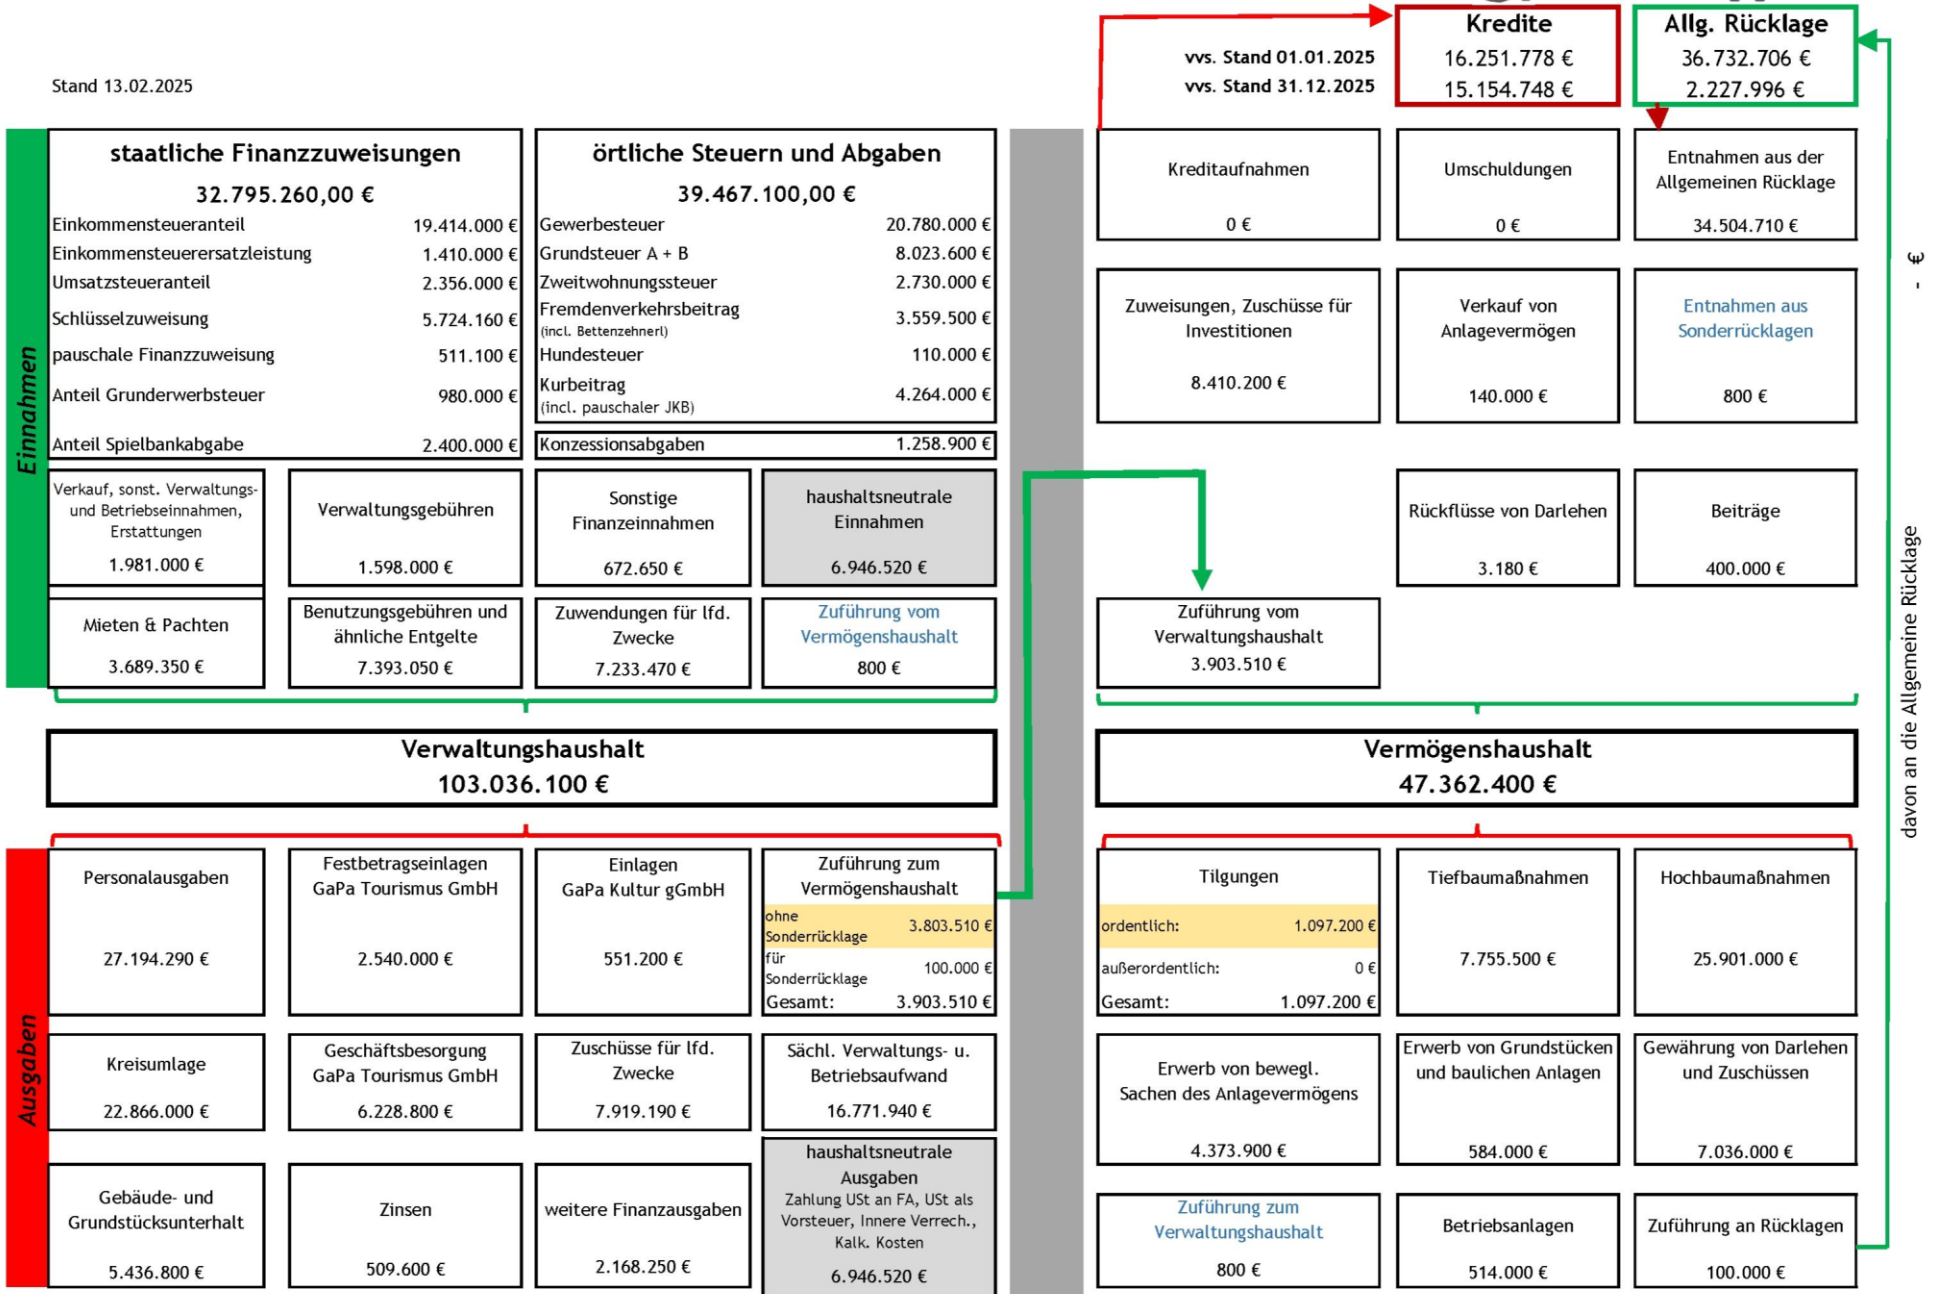 Kredite
Allg. Rücklage
vvs. Stand 01.01.2025
16.251.778 €
36.732.706 €
vvs. Stand 31.12.2025
15.154.748 €
2.227.996 €
Stand 13.02.2025
Einnahmen
staatliche Finanzzuweisungen
32.795.260,00 €
Einkommensteueranteil 19.414.000 €
Einkommensteuerersatzleistung 1.410.000 €
Umsatzsteueranteil 2.356.000 €
Schlüsselzuweisung 5.724.160 €
pauschale Finanzzuweisung 511.100 €
Anteil Grunderwerbsteuer 980.000 €
Anteil Spielbankabgabe 2.400.000 €
örtliche Steuern und Abgaben
39.467.100,00 €
Gewerbesteuer 20.780.000 €
Grundsteuer A + B 8.023.600 €
Zweitwohnungssteuer 2.730.000 €
Fremdenverkehrsbeitrag
(incl. Bettenzehnerl)
3.559.500 €
Hundesteuer 110.000 €
Kurbeitrag
(incl. pauschaler JKB)
4.264.000 €
Konzessionsabgaben 1.258.900 €
Verkauf, sonst. Verwaltungs-
und Betriebseinnahmen,
Erstattungen
1.981.000 €
Verwaltungsgebühren
1.598.000 €
Sonstige
Finanzeinnahmen
672.650 €
haushaltsneutrale
Einnahmen
6.946.520 €
Mieten & Pachten
3.689.350 €
Benutzungsgebühren und
ähnliche Entgelte
7.393.050 €
Zuwendungen für lfd.
Zwecke
7.233.470 €
Zuführung vom
Vermögenshaushalt
800 €
Kreditaufnahmen
0 €
Umschuldungen
0 €
Entnahmen aus der
Allgemeinen Rücklage
34.504.710 €
Zuweisungen, Zuschüsse für
Investitionen
8.410.200 €
Verkauf von
Anlagevermögen
140.000 €
Entnahmen aus
Sonderrücklagen
800 €
Rückflüsse von Darlehen
3.180 €
Beiträge
400.000 €
Zuführung vom
Verwaltungshaushalt
3.903.510 €
davon an die Allgemeine Rücklage
- €
Verwaltungshaushalt
103.036.100 €
Vermögenshaushalt
47.362.400 €
Ausgaben
Personalausgaben
27.194.290 €
Festbetragseinlagen
GaPa Tourismus GmbH
2.540.000 €
Einlagen
GaPa Kultur gGmbH
551.200 €
Zuführung zum
Vermögenshaushalt
ohne
Sonderrücklage
3.803.510 €
für
Sonderrücklage
100.000 €
Gesamt: 3.903.510 €
Kreisumlage
22.866.000 €
Geschäftsbesorgung
GaPa Tourismus GmbH
6.228.800 €
Zuschüsse für lfd.
Zwecke
7.919.190 €
Sächl. Verwaltungs- u.
Betriebsaufwand
16.771.940 €
Gebäude- und
Grundstücksunterhalt
5.436.800 €
Zinsen
509.600 €
weitere Finanzausgaben
2.168.250 €
haushaltsneutrale
Ausgaben
Zahlung USt an FA, USt als
Vorsteuer, Innere Verrech.,
Kalk. Kosten
6.946.520 €
Tilgungen
ordentlich: 1.097.200 €
außerordentlich: 0 €
Gesamt: 1.097.200 €
Tiefbaumaßnahmen
7.755.500 €
Hochbaumaßnahmen
25.901.000 €
Erwerb von bewegl.
Sachen des Anlagevermögens
4.373.900 €
Erwerb von Grundstücken
und baulichen Anlagen
584.000 €
Gewährung von Darlehen
und Zuschüssen
7.036.000 €
Zuführung zum
Verwaltungshaushalt
800 €
Betriebsanlagen
514.000 €
Zuführung an Rücklagen
100.000 €